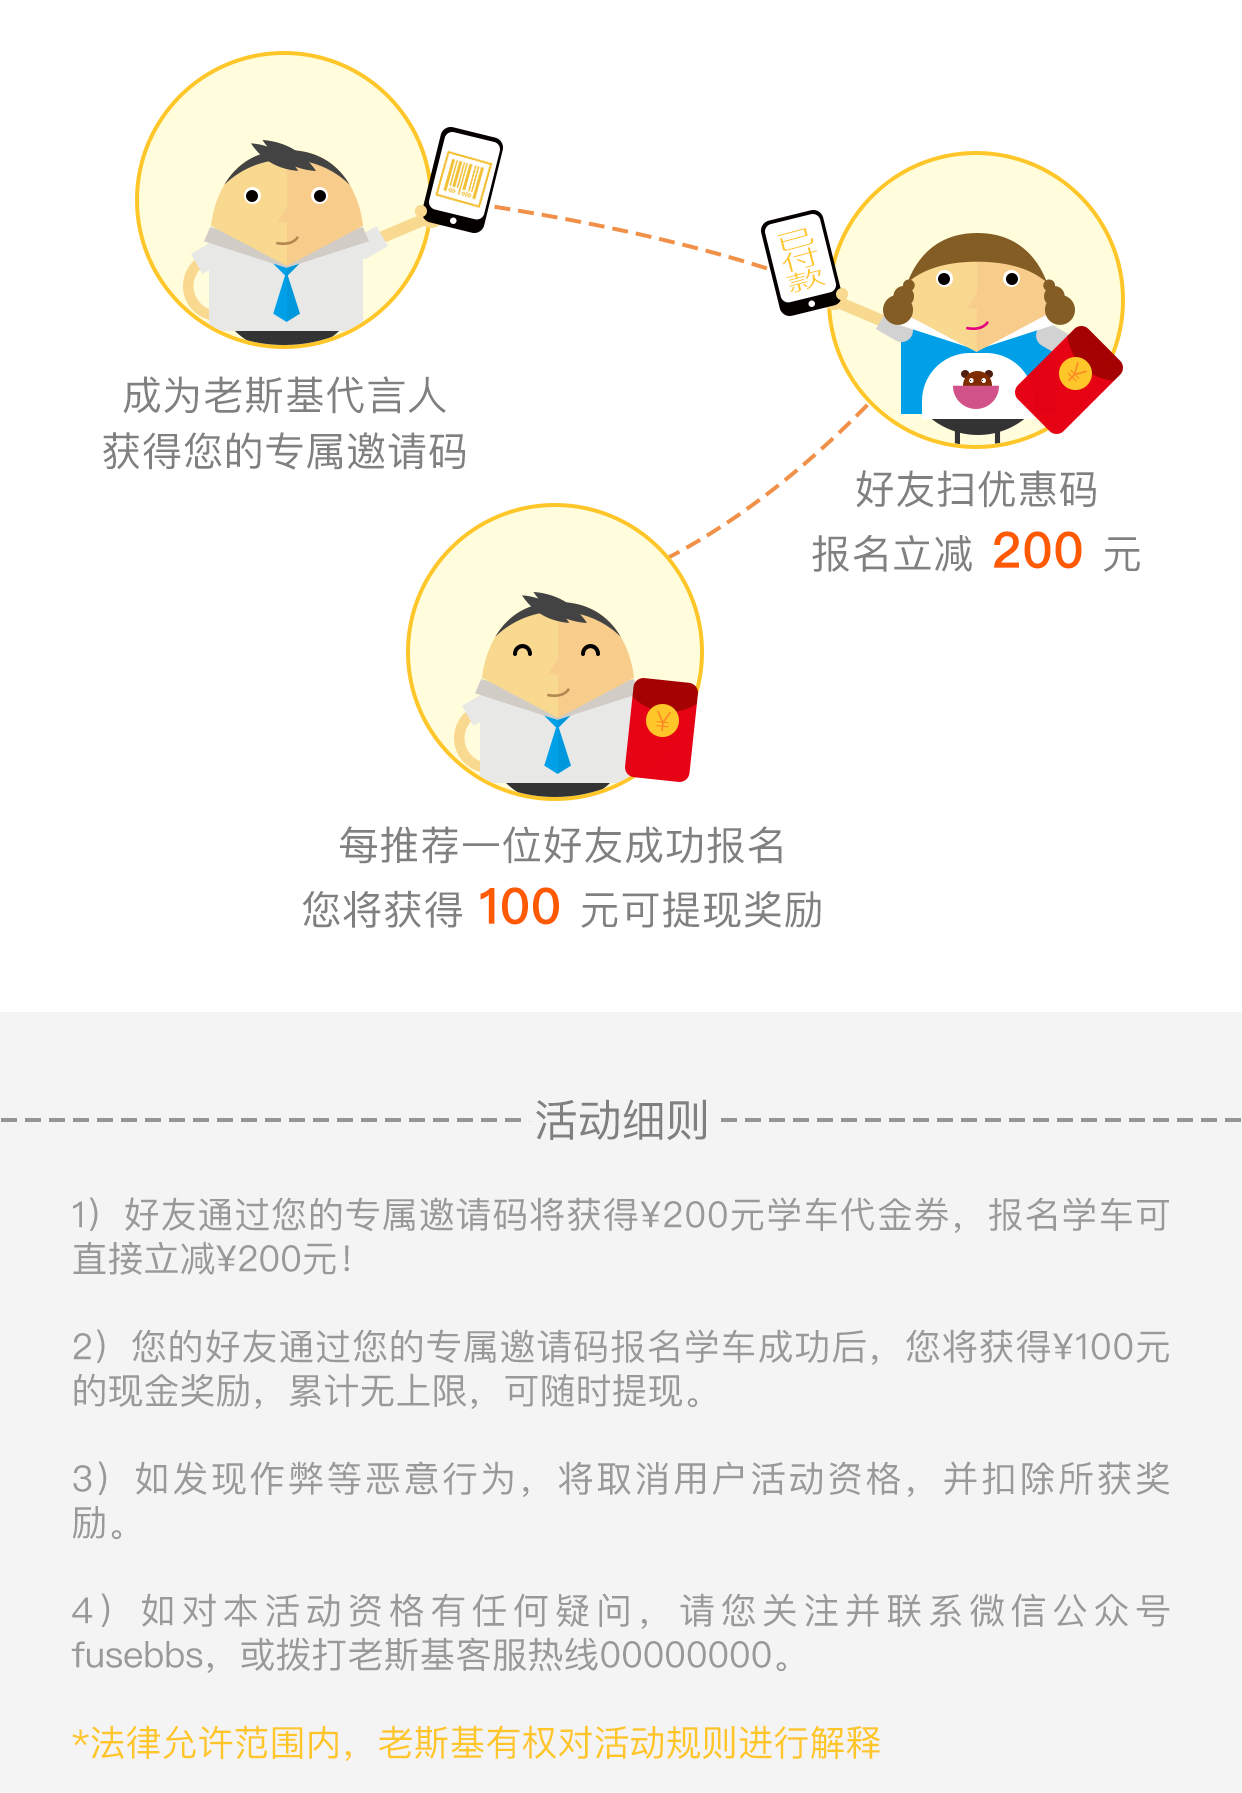 成为老斯基代言人
获得您的专属邀请码
已付款
好友扫优惠码
报名立减 200 元
每推荐一位好友成功报名
您将获得 100 元可提现奖励
活动细则
1）好友通过您的专属邀请码将获得¥200元学车代金券，报名学车可
直接立减¥200元！
2）您的好友通过您的专属邀请码报名学车成功后，您将获得¥100元
的现金奖励，累计无上限，可随时提现。
3）如发现作弊等恶意行为，将取消用户活动资格，并扣除所获奖
励。
4）如对本活动资格有任何疑问，请您关注并联系微信公众号
fusebbs，或拨打老斯基客服热线00000000。
*法律允许范围内，老斯基有权对活动规则进行解释